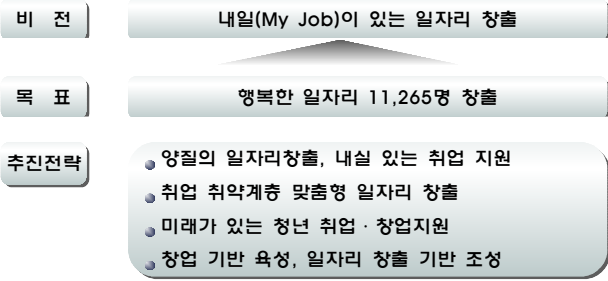 비 전
내일(My Job)이 있는 일자리 창출
목 표
행복한 일자리 11,265명 창출
추진전략
양질의 일자리창출, 내실 있는 취업 지원
취업 취약계층 맞춤형 일자리 창출
미래가 있는 청년 취업 · 창업지원
창업 기반 육성, 일자리 창출 기반 조성